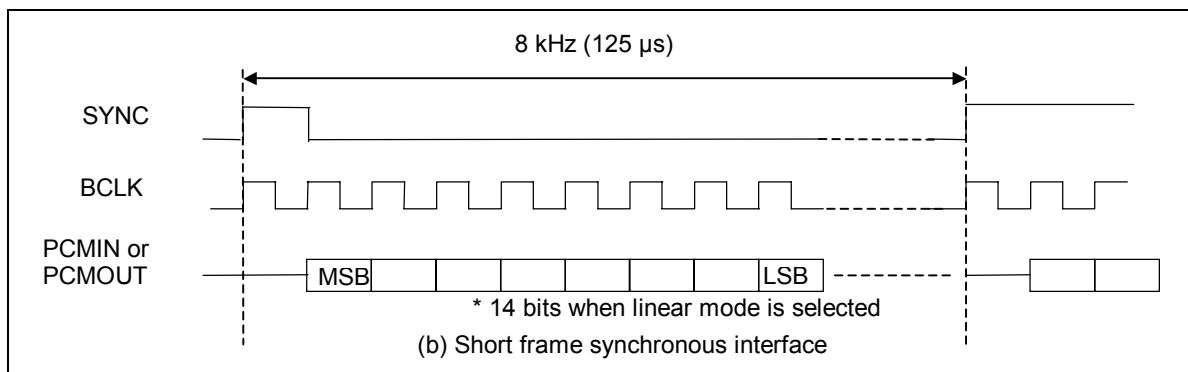 8 kHz (125 µs)
SYNC
BCLK
PCMIN or
PCMOUT
MSB
LSB
* 14 bits when linear mode is selected
(b) Short frame synchronous interface